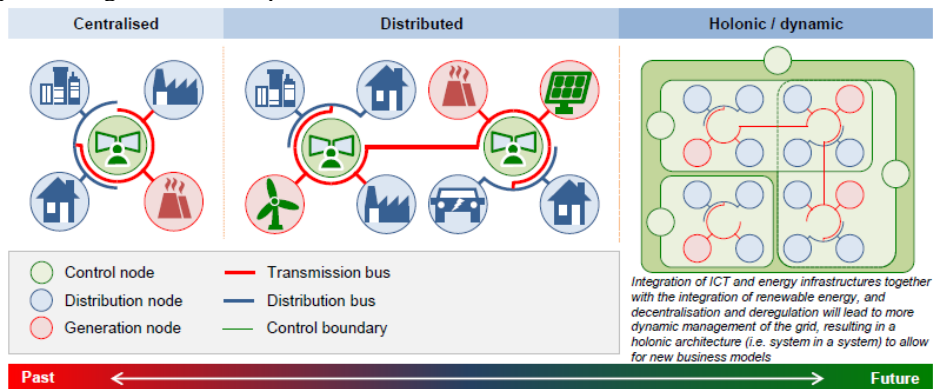 Centralised
Distributed
Holonic / dynamic
Control node
Distribution node
Generation node
Transmission bus
Distribution bus
Control boundary
Integration of ICT and energy infrastructures together
with the integration of renewable energy, and
decentralisation and deregulation will lead to more
dynamic management of the grid, resulting in a
holonic architecture (i.e. system in a system) to allow
for new business models
Past
Future